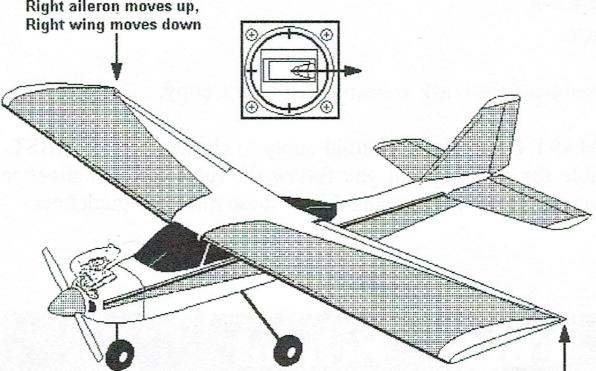 Right aileron moves up,
Right wing moves down